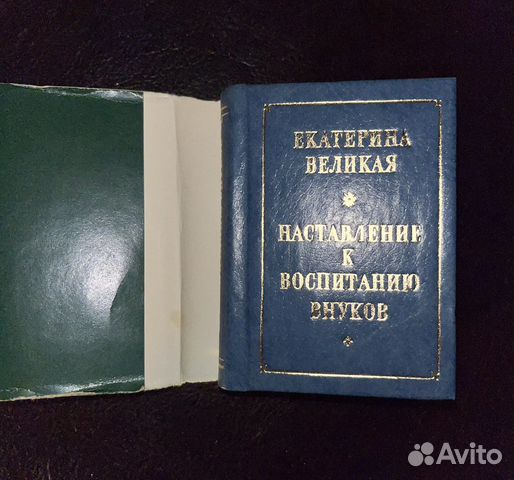 ЕКАТЕРИНА
ВЕЛИКАЯ
НАСТАВЛЕНИЕ
К
ВОСПИТАНИЮ
ВНУКОВ
Avito